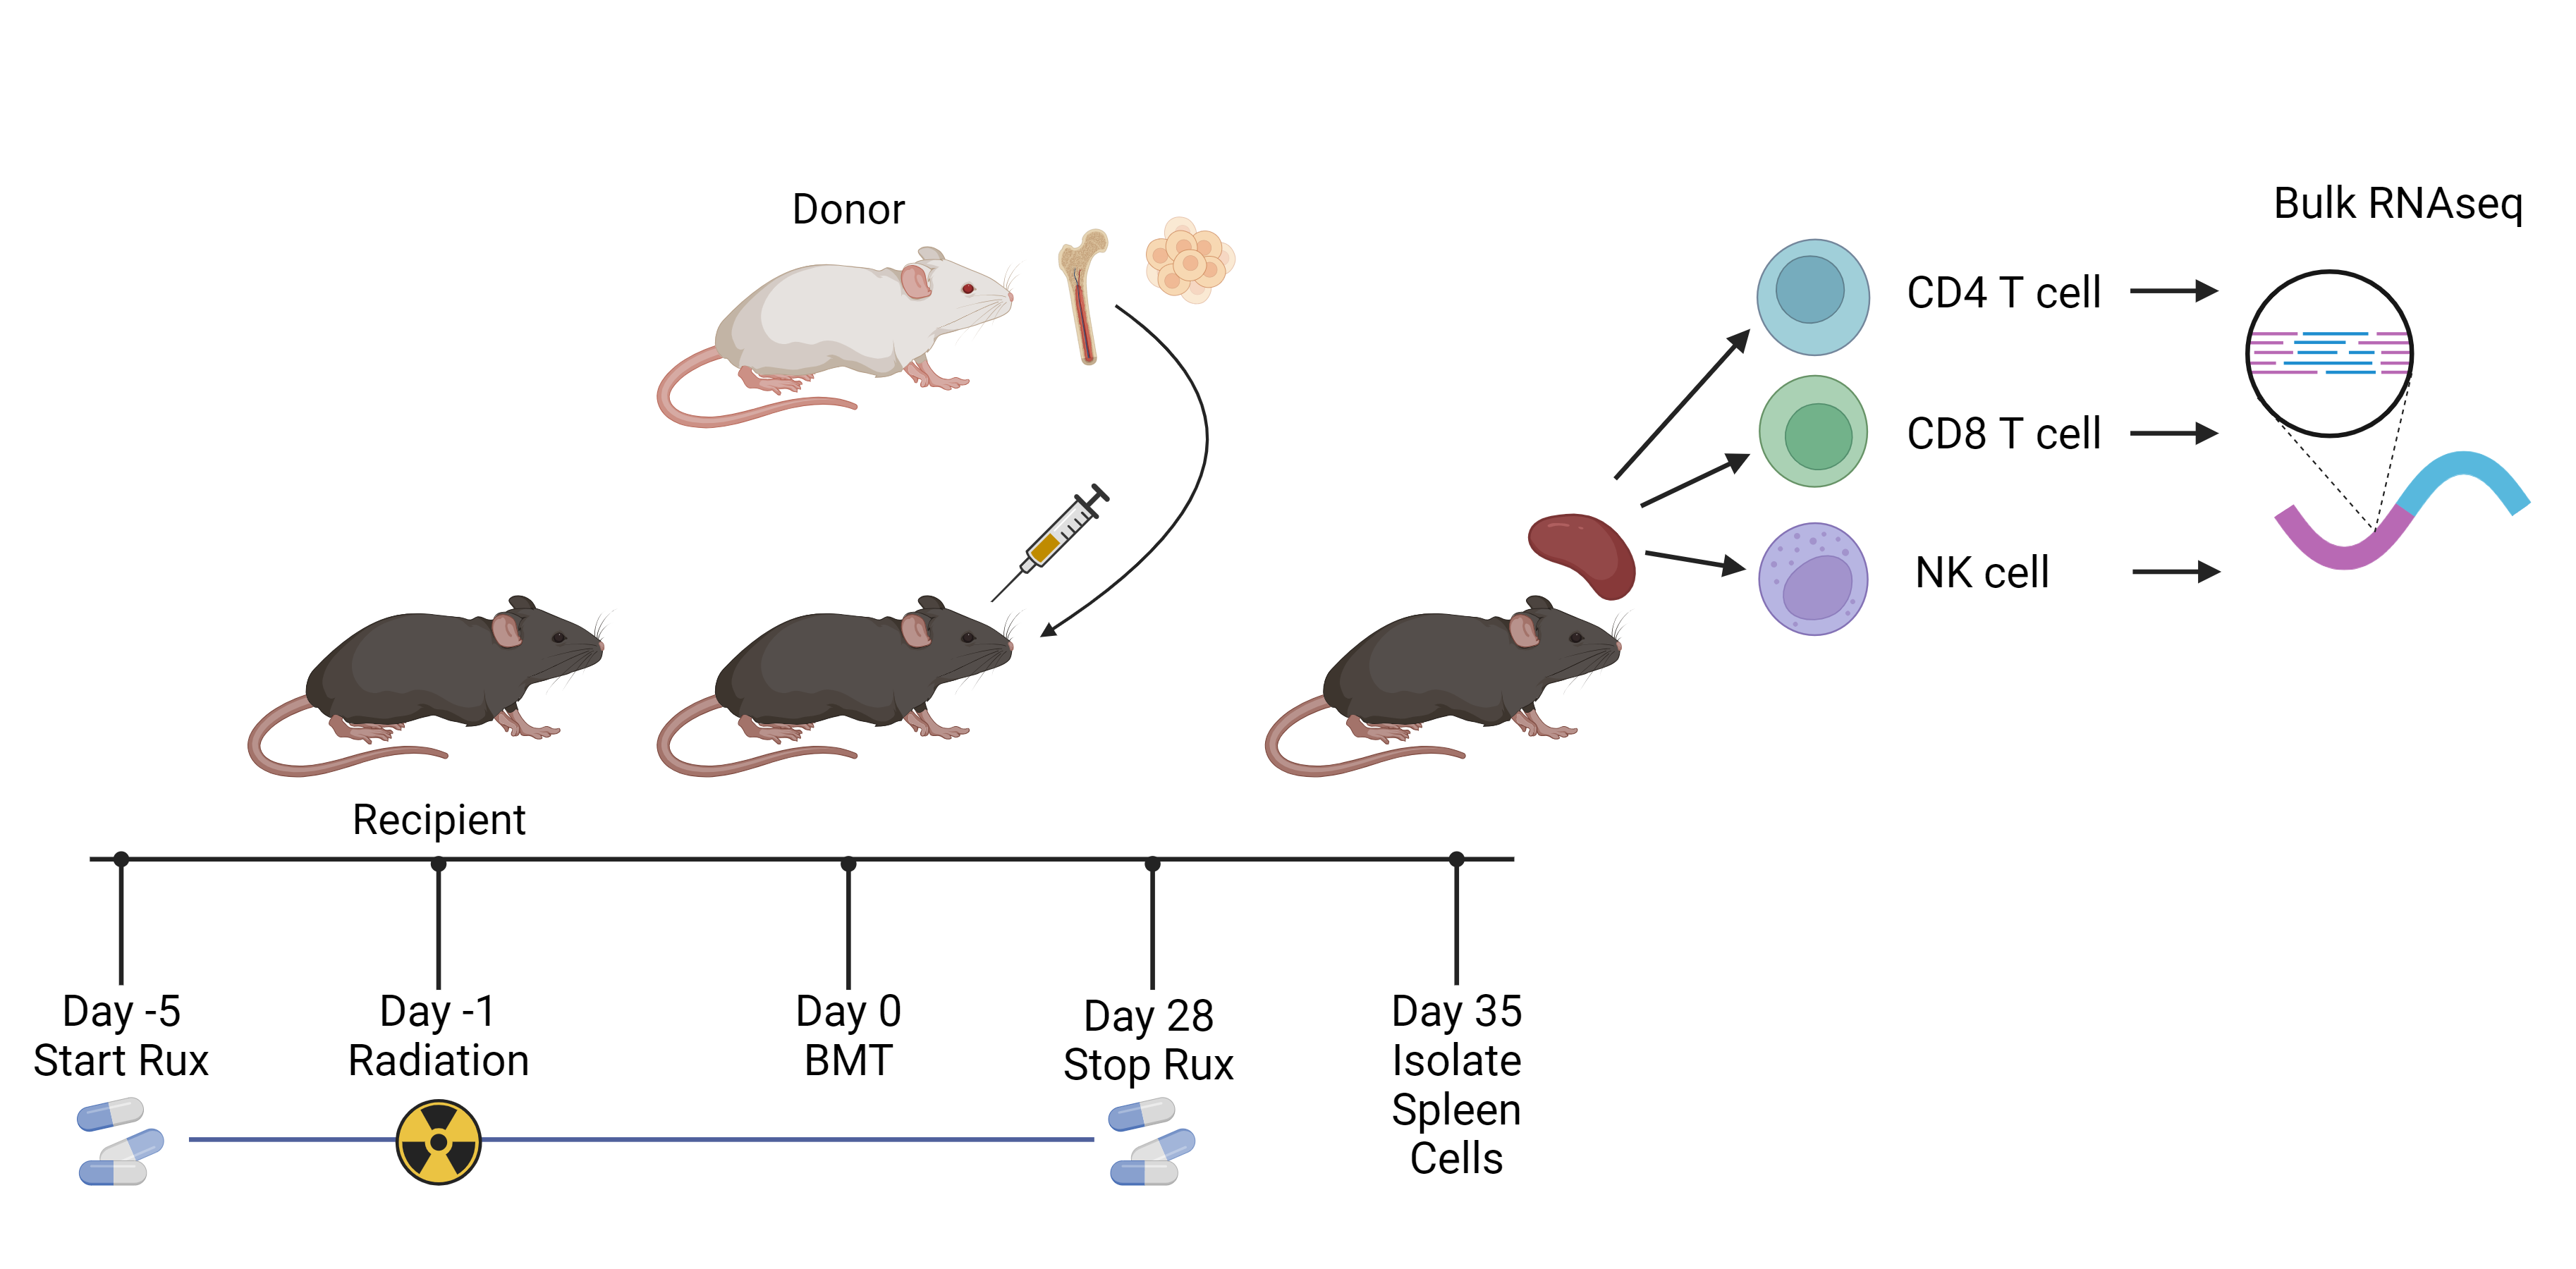 Donor
Bulk RNAseq
CD4 T cell
CD8 T cell
NK cell
Recipient
Day -5
Start Rux
Day -1
Radiation
Day 0
BMT
Day 28
Stop Rux
Day 35
Isolate
Spleen
Cells